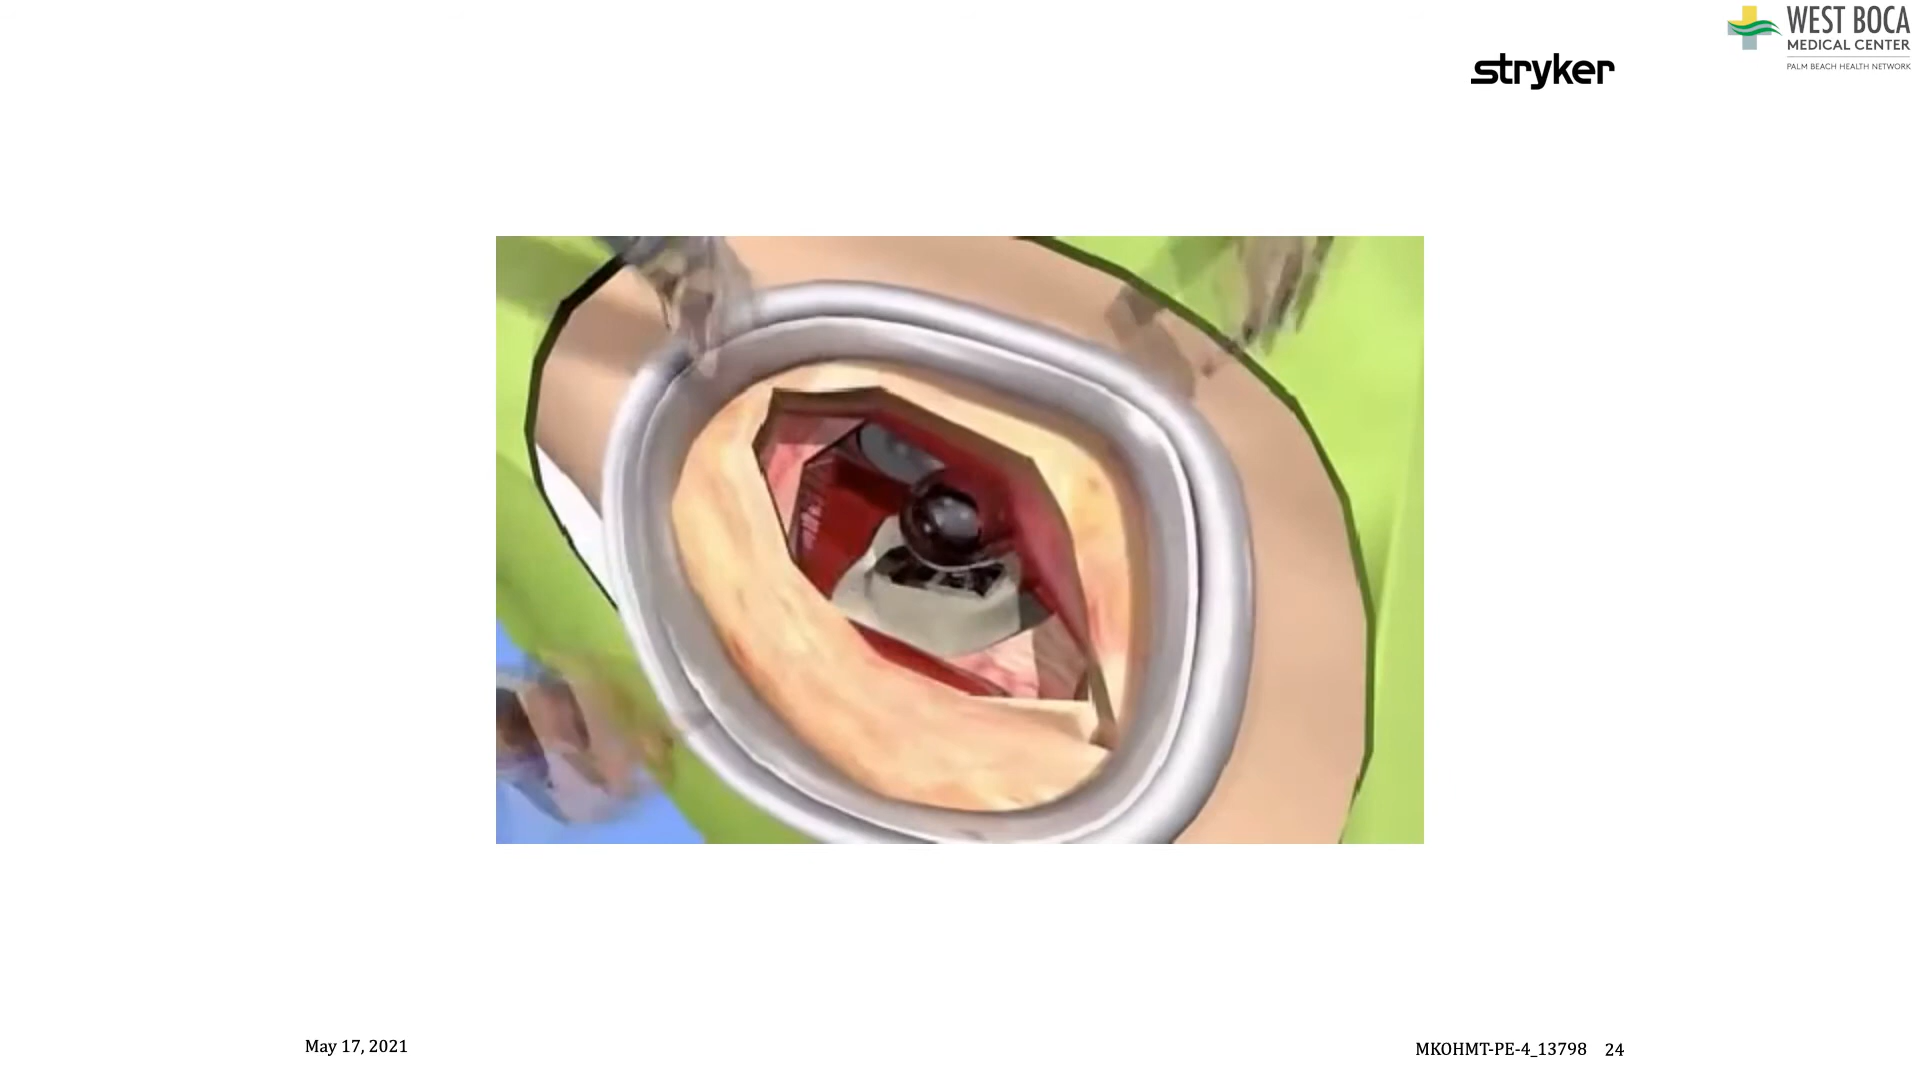 WEST BOCA
MEDICAL CENTER
PALM BEACH HEALTH NETWORK
stryker
May 17, 2021
MKOHMT-PE-4_13798 24